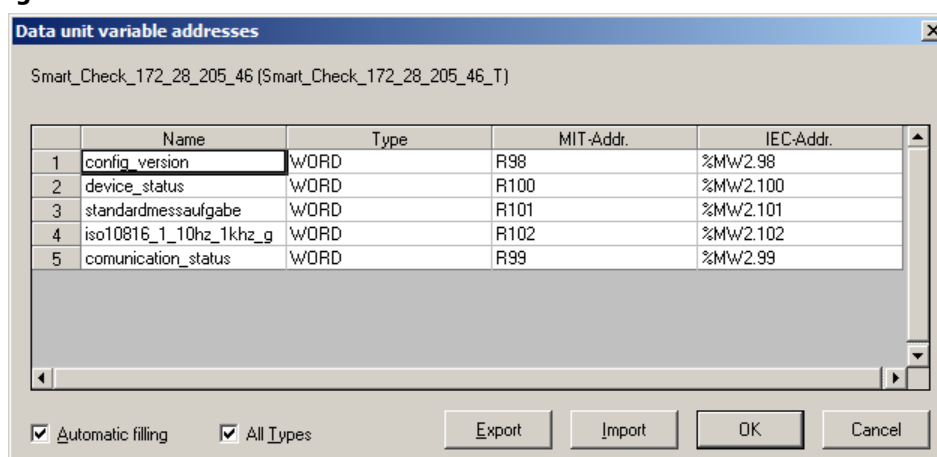 Data unit variable addresses
Smart_Check_172_28_205_46 (Smart_Check_172_28_205_46_T)
Name Type MIT-Addr. IEC-Addr.
1 config_version WORD R98 %MW2.98
2 device_status WORD R100 %MW2.100
3 standardmessaufgabe WORD R101 %MW2.101
4 iso10816_1_10hz_1khz_g WORD R102 %MW2.102
5 comunication_status WORD R99 %MW2.99
Automatic filling All Types Export Import OK Cancel